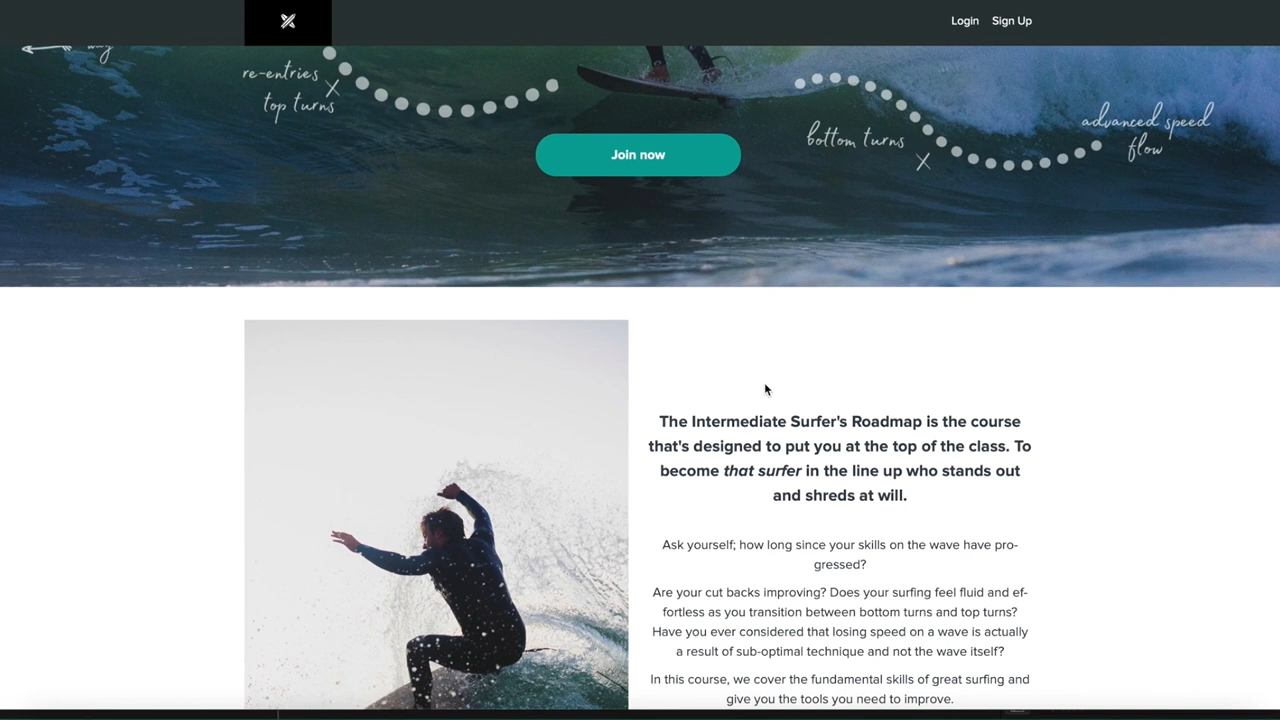 Login Sign Up
way
re-entries
top turns
bottom turns
advanced speed
flow
Join now
The Intermediate Surfer's Roadmap is the course
that's designed to put you at the top of the class. To
become that surfer in the line up who stands out
and shreds at will.
Ask yourself; how long since your skills on the wave have pro-
gressed?
Are your cut backs improving? Does your surfing feel fluid and ef-
fortless as you transition between bottom turns and top turns?
Have you ever considered that losing speed on a wave is actually
a result of sub-optimal technique and not the wave itself?
In this course, we cover the fundamental skills of great surfing and
give you the tools you need to improve.